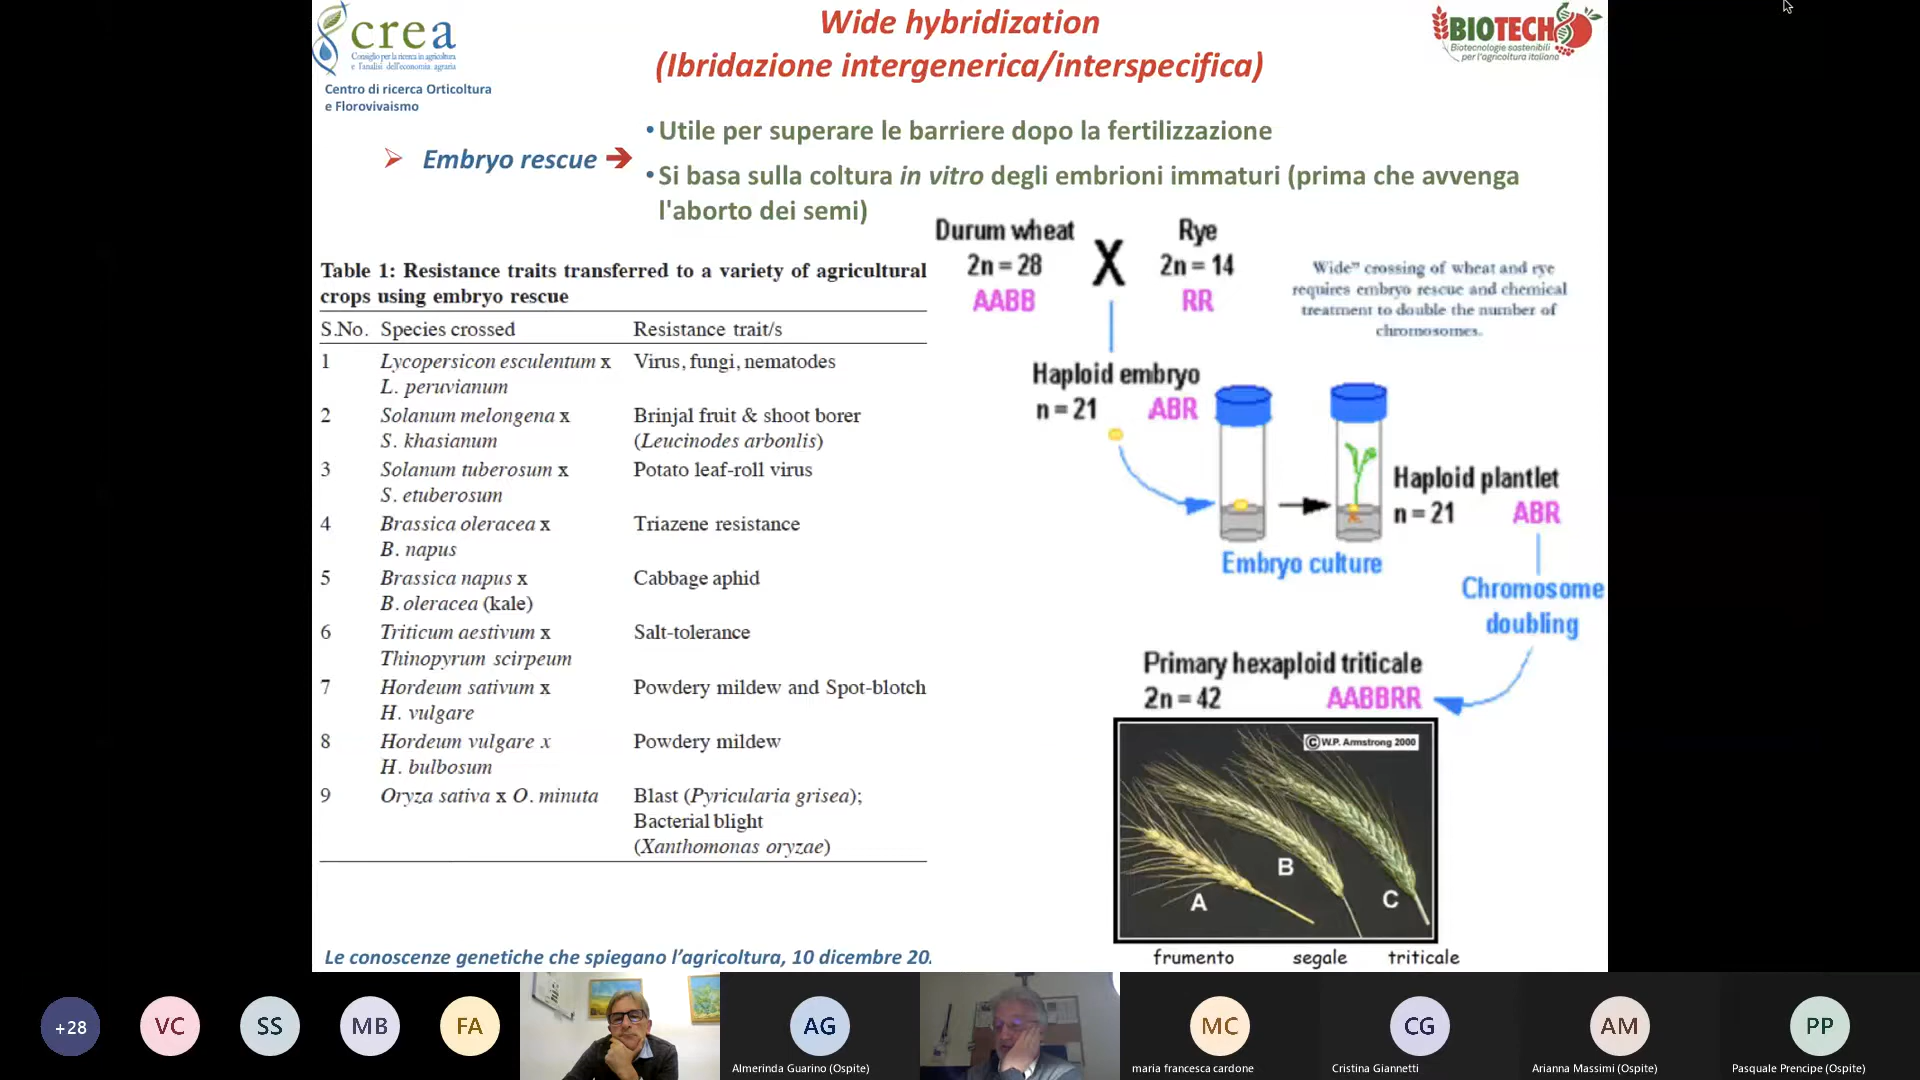 crea
Consiglio per la ricerca in agricoltura
e l'analisi dell'economia agraria
Centro di ricerca Orticoltura
e Florovivaismo
Wide hybridization
(Ibridazione intergenerica/interspecifica)
BIOTECH
Biotecnologie sostenibili
per l'agricoltura italiana
Embryo rescue
• Utile per superare le barriere dopo la fertilizzazione
• Si basa sulla coltura in vitro degli embrioni immaturi (prima che avvenga
l'aborto dei semi)
Table 1: Resistance traits transferred to a variety of agricultural
crops using embryo rescue
S.No. Species crossed Resistance trait/s
1 Lycopersicon esculentum x Virus, fungi, nematodes
L. peruvianum
2 Solanum melongena x Brinjal fruit & shoot borer
S. khasianum (Leucinodes arbonlis)
3 Solanum tuberosum x Potato leaf-roll virus
S. etuberosum
4 Brassica oleracea x Triazene resistance
B. napus
5 Brassica napus x Cabbage aphid
B. oleracea (kale)
6 Triticum aestivum x Salt-tolerance
Thinopyrum scirpeum
7 Hordeum sativum x Powdery mildew and Spot-blotch
H. vulgare
8 Hordeum vulgare x Powdery mildew
H. bulbosum
9 Oryza sativa x O. minuta Blast (Pyricularia grisea);
Bacterial blight
(Xanthomonas oryzae)
Durum wheat X Rye
2n = 28 2n = 14
AABB RR
Wide" crossing of wheat and rye
requires embryo rescue and chemical
treatment to double the number of
chromosomes.
Haploid embryo
n = 21 ABR
Haploid plantlet
n = 21 ABR
Embryo culture
Chromosome
doubling
Primary hexaploid triticale
2n = 42 AABBRR
©W.P. Armstrong 2000
A B C
frumento segale triticale
Le conoscenze genetiche che spiegano l'agricoltura, 10 dicembre 20
+28 VC SS MB FA AG MC CG AM PP
Almerinda Guarino (Ospite)
maria francesca cardone
Cristina Giannetti
Arianna Massimi (Ospite)
Pasquale Prencipe (Ospite)